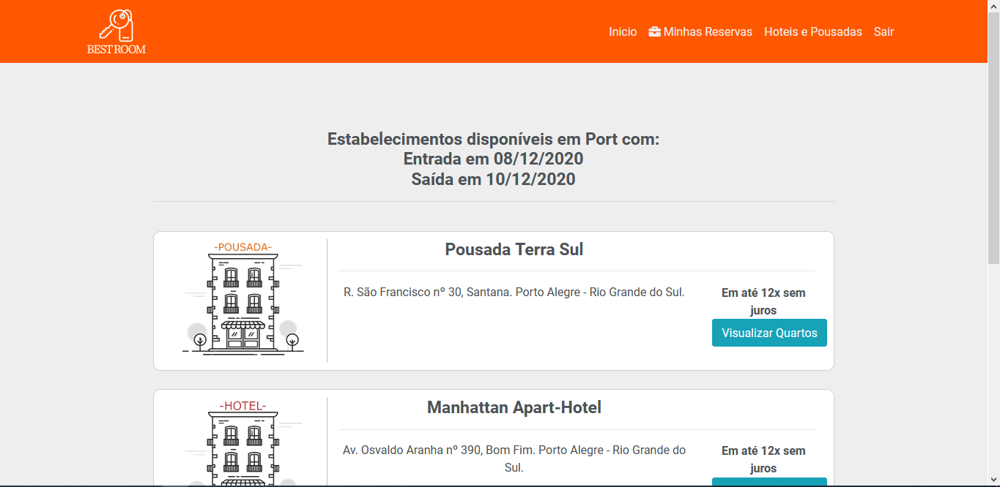 BEST ROOM
Inicio
Minhas Reservas
Hoteis e Pousadas
Sair
Estabelecimentos disponíveis em Port com:
Entrada em 08/12/2020
Saída em 10/12/2020
-POUSADA-
Pousada Terra Sul
R. São Francisco nº 30, Santana. Porto Alegre - Rio Grande do Sul.
Em até 12x sem
juros
Visualizar Quartos
-HOTEL-
Manhattan Apart-Hotel
Av. Osvaldo Aranha nº 390, Bom Fim. Porto Alegre - Rio Grande do
Sul.
Em até 12x sem
juros